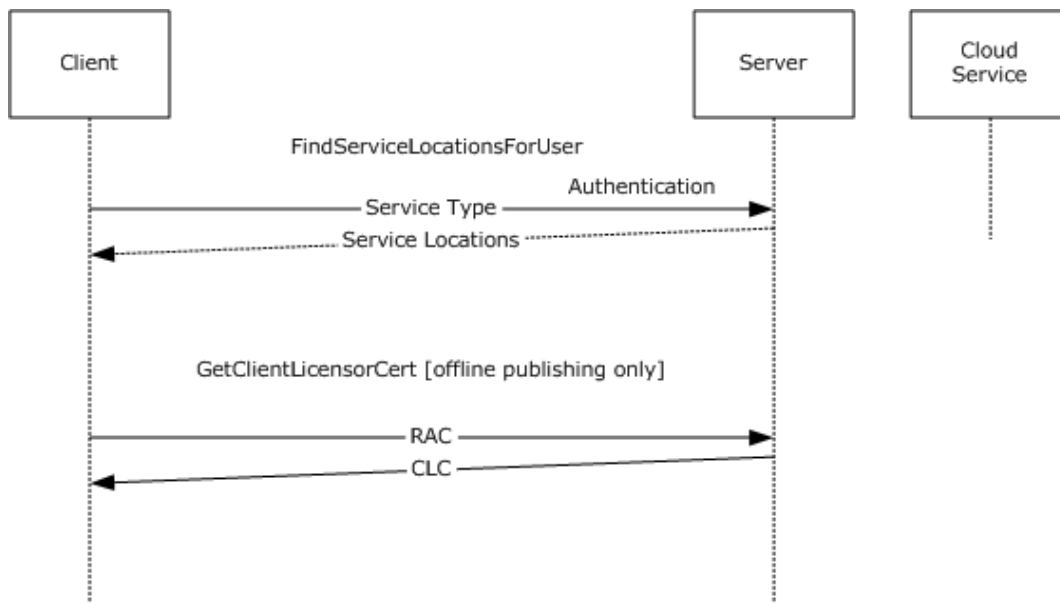 Client
Server
Cloud
Service
FindServiceLocationsForUser
Authentication
Service Type
Service Locations
GetClientLicensorCert [offline publishing only]
RAC
CLC